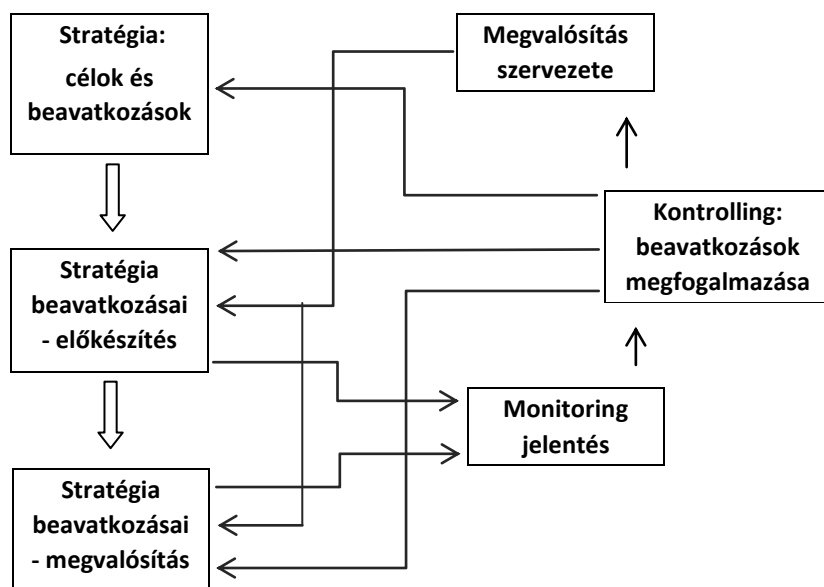 Stratégia:
célok és
beavatkozások
Megvalósítás
szervezete
Kontrolling:
beavatkozások
megfogalmazása
Stratégia
beavatkozásai
- előkészítés
Monitoring
jelentés
Stratégia
beavatkozásai
- megvalósítás